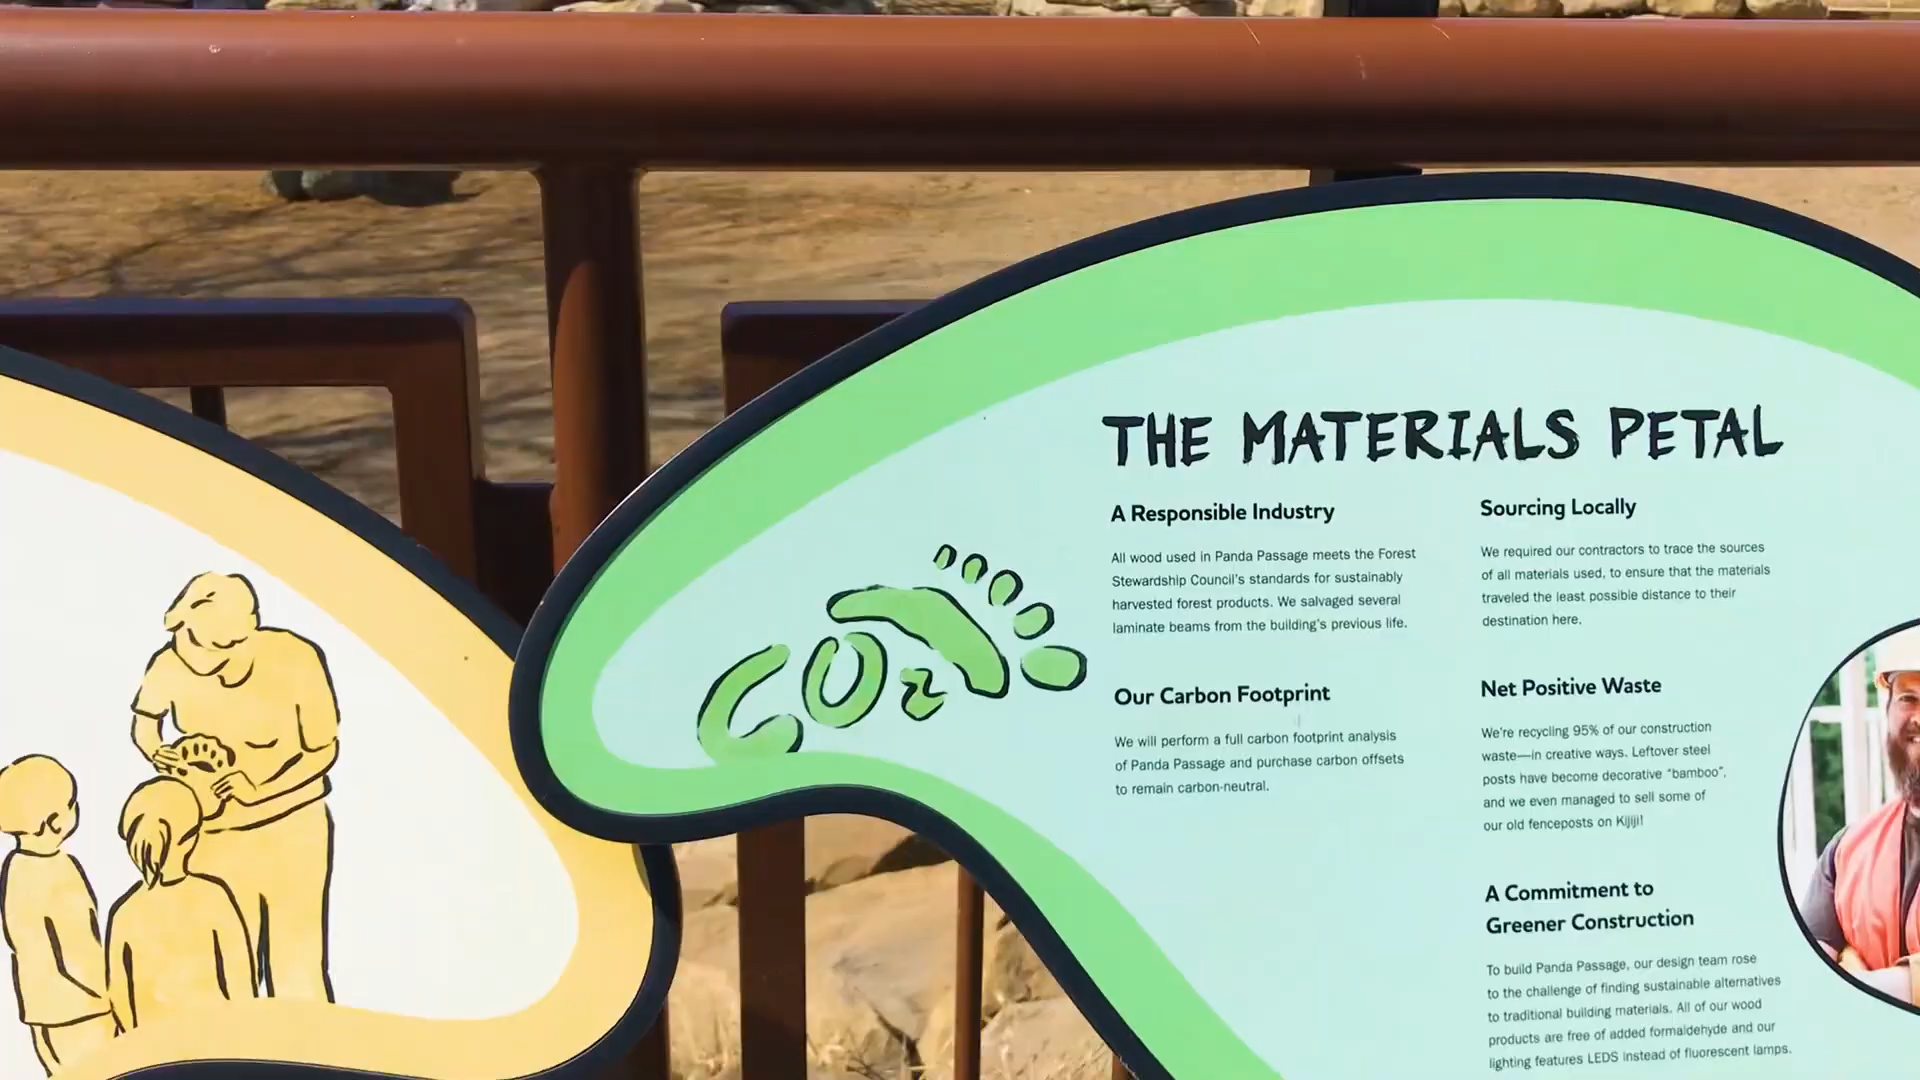 THE MATERIALS PETAL
A Responsible Industry
All wood used in Panda Passage meets the Forest
Stewardship Council's standards for sustainably
harvested forest products. We salvaged several
laminate beams from the building's previous life.
CO2
Our Carbon Footprint
We will perform a full carbon footprint analysis
of Panda Passage and purchase carbon offsets
to remain carbon-neutral.
Sourcing Locally
We required our contractors to trace the sources
of all materials used, to ensure that the materials
traveled the least possible distance to their
destination here.
Net Positive Waste
We're recycling 95% of our construction
waste—in creative ways. Leftover steel
posts have become decorative "bamboo",
and we even managed to sell some of
our old fenceposts on Kijiji!
A Commitment to
Greener Construction
To build Panda Passage, our design team rose
to the challenge of finding sustainable alternatives
to traditional building materials. All of our wood
products are free of added formaldehyde and our
lighting features LEDS instead of fluorescent lamps.